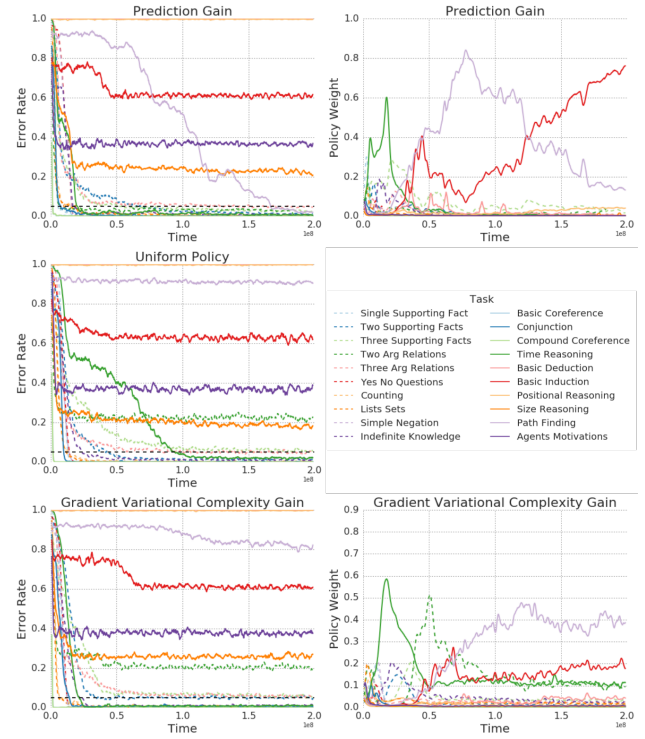 Prediction Gain
Error Rate
1.0
0.8
0.6
0.4
0.2
0.0
0.0 0.5 1.0 1.5 2.0
1e8
Time
Prediction Gain
Policy Weight
1.0
0.8
0.6
0.4
0.2
0.0
0.0 0.5 1.0 1.5 2.0
1e8
Time
Uniform Policy
Error Rate
1.0
0.8
0.6
0.4
0.2
0.0
0.0 0.5 1.0 1.5 2.0
1e8
Time
Task
Single Supporting Fact
Two Supporting Facts
Three Supporting Facts
Two Arg Relations
Three Arg Relations
Yes No Questions
Counting
Lists Sets
Simple Negation
Indefinite Knowledge
Basic Coreference
Conjunction
Compound Coreference
Time Reasoning
Basic Deduction
Basic Induction
Positional Reasoning
Size Reasoning
Path Finding
Agents Motivations
Gradient Variational Complexity Gain
Error Rate
1.0
0.8
0.6
0.4
0.2
0.0
0.0 0.5 1.0 1.5 2.0
1e8
Time
Gradient Variational Complexity Gain
Policy Weight
0.9
0.8
0.7
0.6
0.5
0.4
0.3
0.2
0.1
0.0
0.0 0.5 1.0 1.5 2.0
1e8
Time